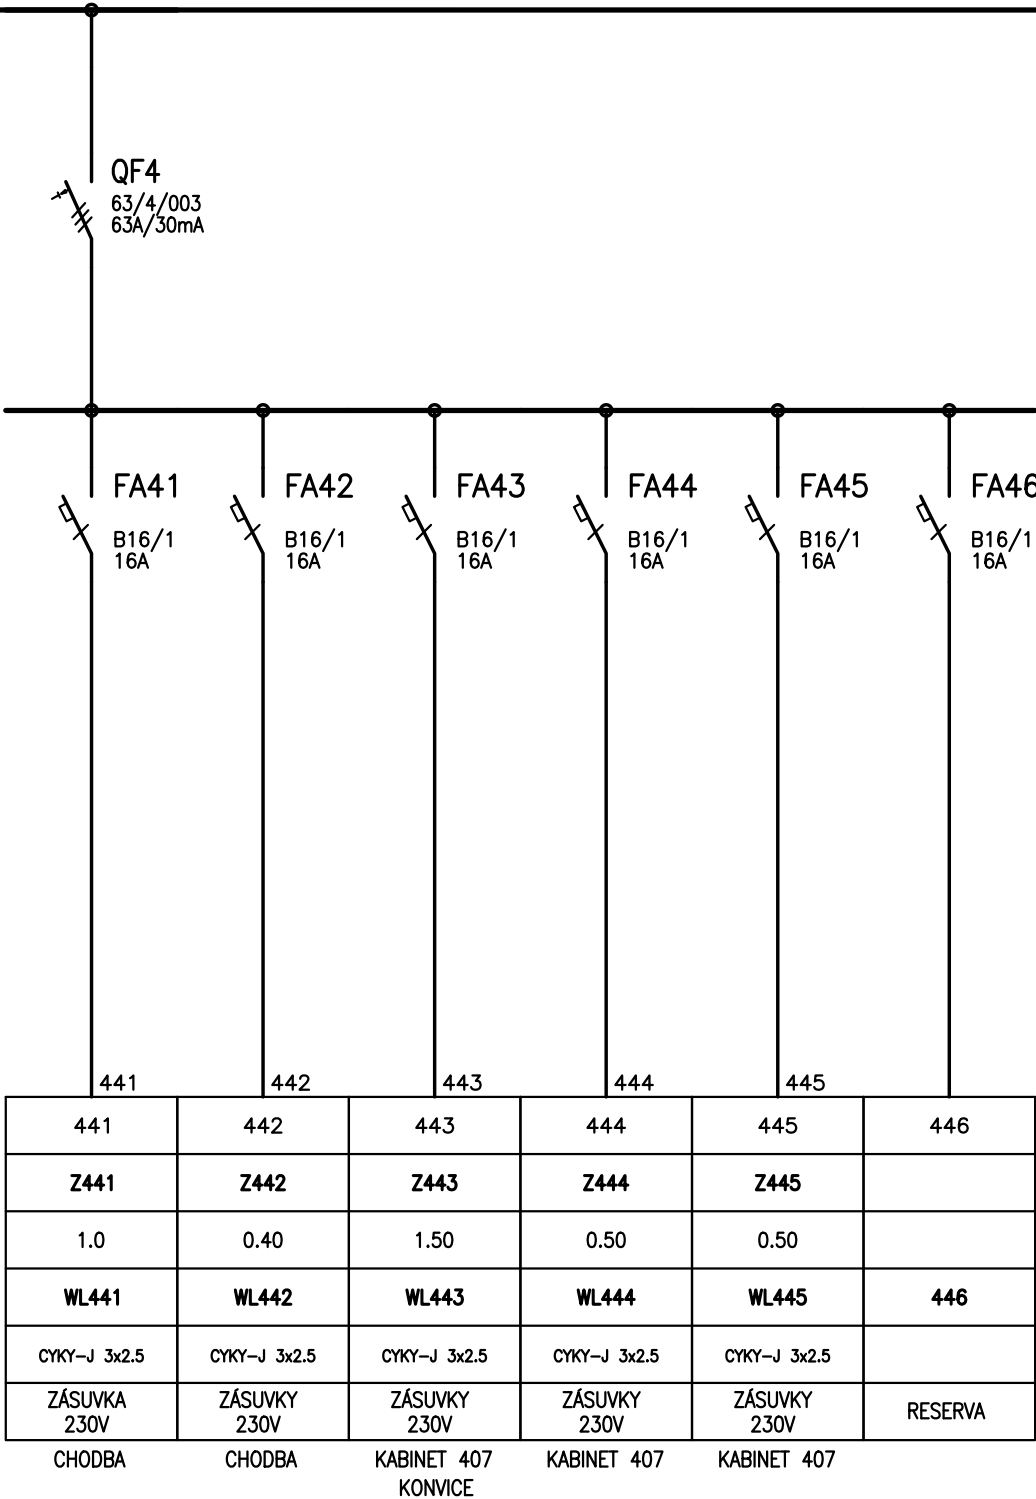 QF4
63/4/003
63A/30mA
FA41 FA42 FA43 FA44 FA45 FA46
B16/1 B16/1 B16/1 B16/1 B16/1 B16/1
16A 16A 16A 16A 16A 16A
441 442 443 444 445
441 442 443 444 445 446
Z441 Z442 Z443 Z444 Z445
1.0 0.40 1.50 0.50 0.50
WL441 WL442 WL443 WL444 WL445 446
CYKY-J 3x2.5 CYKY-J 3x2.5 CYKY-J 3x2.5 CYKY-J 3x2.5 CYKY-J 3x2.5
ZÁSUVKA ZÁSUVKY ZÁSUVKY ZÁSUVKY ZÁSUVKY RESERVA
230V 230V 230V 230V 230V
CHODBA CHODBA KABINET 407 KABINET 407 KABINET 407
KONVICE